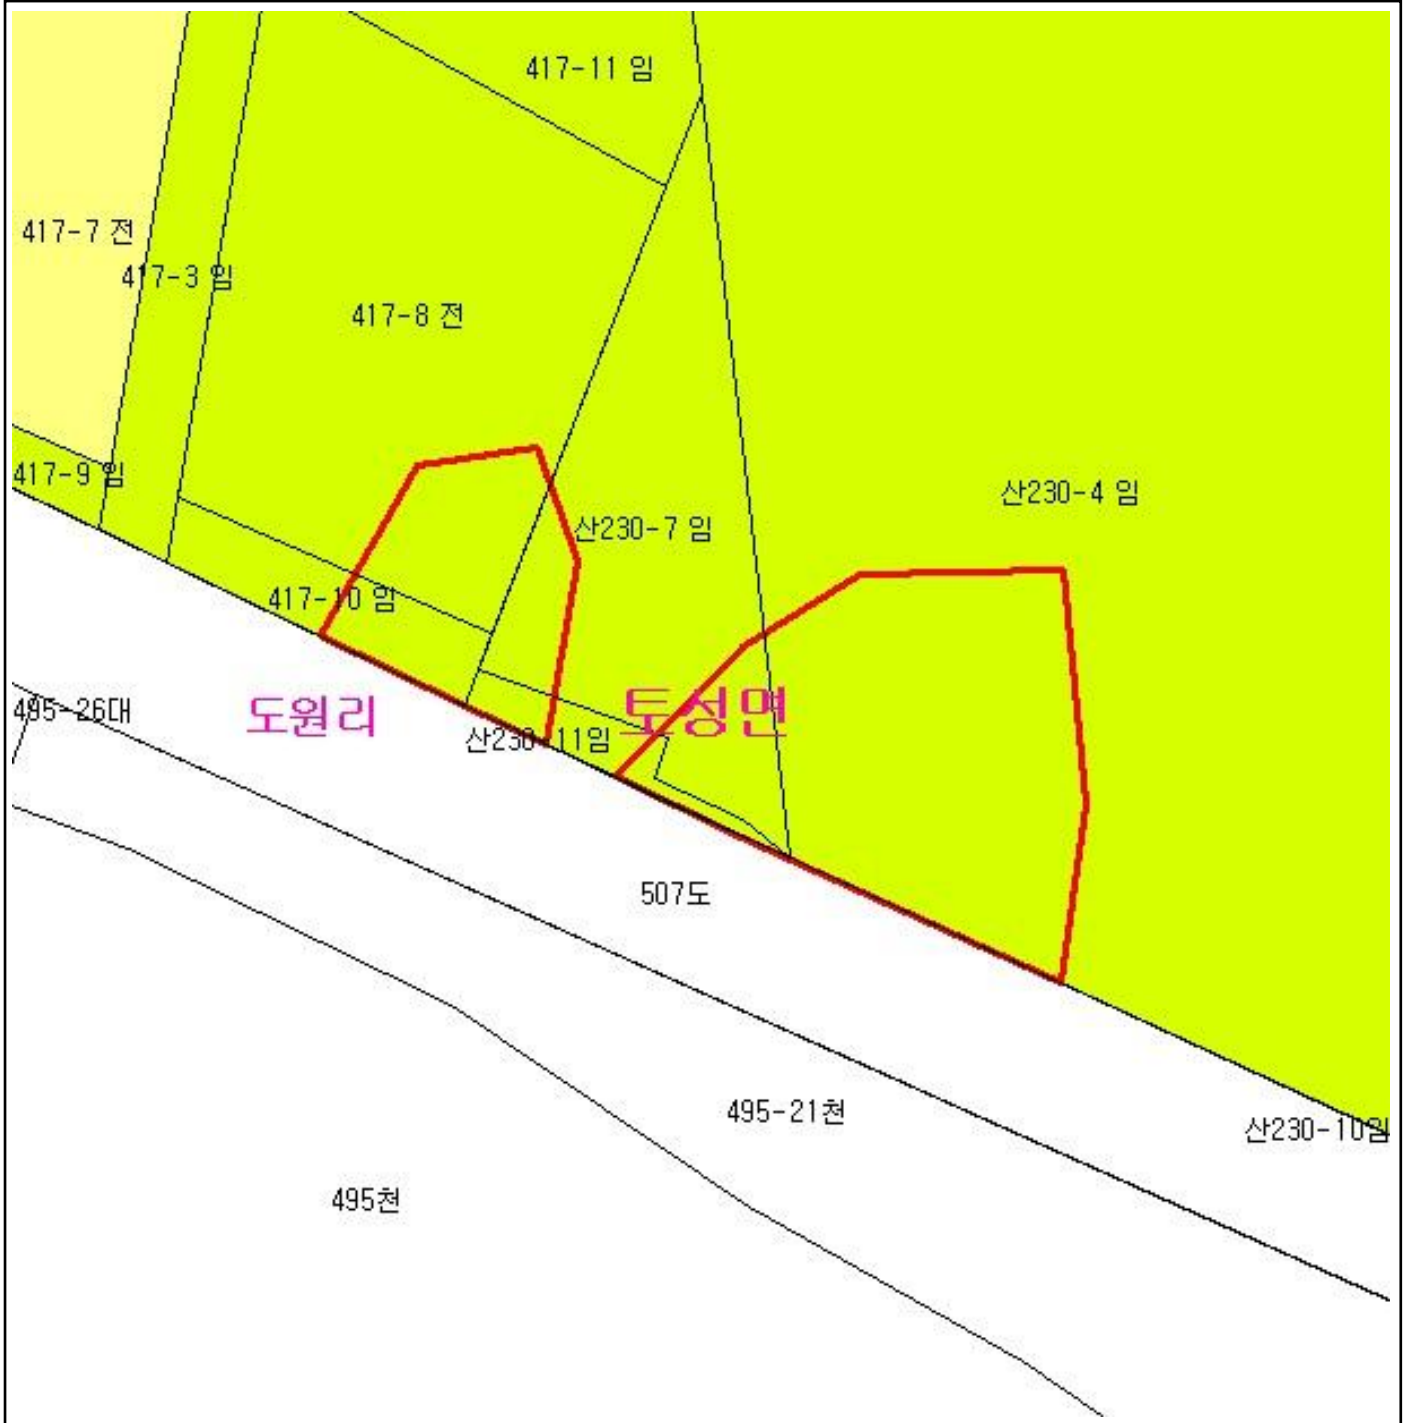 417-11 임
417-7 전
417-3 임
417-8 전
417-9 임
산230-4 임
산230-7 임
417-10 임
495-26대
도원리
토성면
산230-11임
507도
495-21천
산230-10임
495천